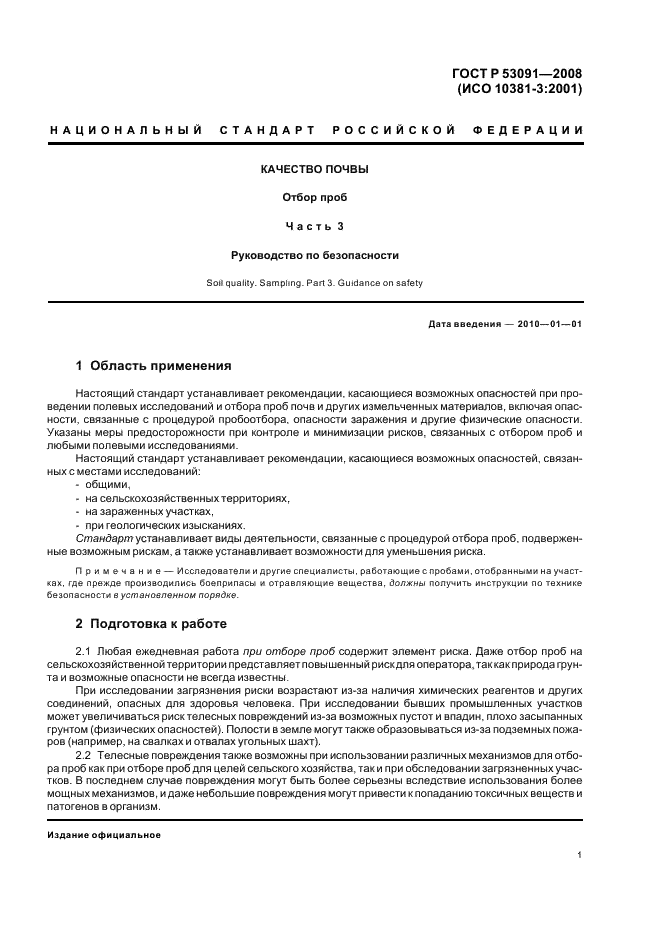 ГОСТ Р 53091—2008
(ИСО 10381-3:2001)
НАЦИОНАЛЬНЫЙ СТАНДАРТ РОССИЙСКОЙ ФЕДЕРАЦИИ
КАЧЕСТВО ПОЧВЫ
Отбор проб
Часть 3
Руководство по безопасности
Soil quality. Sampling. Part 3. Guidance on safety
Дата введения — 2010—01—01
1 Область применения
Настоящий стандарт устанавливает рекомендации, касающиеся возможных опасностей при про-
ведении полевых исследований и отбора проб почв и других измельченных материалов, включая опас-
ности, связанные с процедурой пробоотбора, опасности заражения и другие физические опасности.
Указаны меры предосторожности при контроле и минимизации рисков, связанных с отбором проб и
любыми полевыми исследованиями.
Настоящий стандарт устанавливает рекомендации, касающиеся возможных опасностей, связан-
ных с местами исследований:
- общими,
- на сельскохозяйственных территориях,
- на зараженных участках,
- при геологических изысканиях.
Стандарт устанавливает виды деятельности, связанные с процедурой отбора проб, подвержен-
ные возможным рискам, а также устанавливает возможности для уменьшения риска.
Примечание — Исследователи и другие специалисты, работающие с пробами, отобранными на участ-
ках, где прежде производились боеприпасы и отравляющие вещества, должны получить инструкции по технике
безопасности в установленном порядке.
2 Подготовка к работе
2.1 Любая ежедневная работа при отборе проб содержит элемент риска. Даже отбор проб на
сельскохозяйственной территории представляет повышенный риск для оператора, так как природа грун-
та и возможные опасности не всегда известны.
При исследовании загрязнения риски возрастают из-за наличия химических реагентов и других
соединений, опасных для здоровья человека. При исследовании бывших промышленных участков
может увеличиваться риск телесных повреждений из-за возможных пустот и впадин, плохо засыпанных
грунтом (физических опасностей). Полости в земле могут также образовываться из-за подземных пожа-
ров (например, на свалках и отвалах угольных шахт).
2.2 Телесные повреждения также возможны при использовании различных механизмов для отбо-
ра проб как при отборе проб для целей сельского хозяйства, так и при обследовании загрязненных учас-
тков. В последнем случае повреждения могут быть более серьезны вследствие использования более
мощных механизмов, и даже небольшие повреждения могут привести к попаданию токсичных веществ и
патогенов в организм.
Издание официальное
1